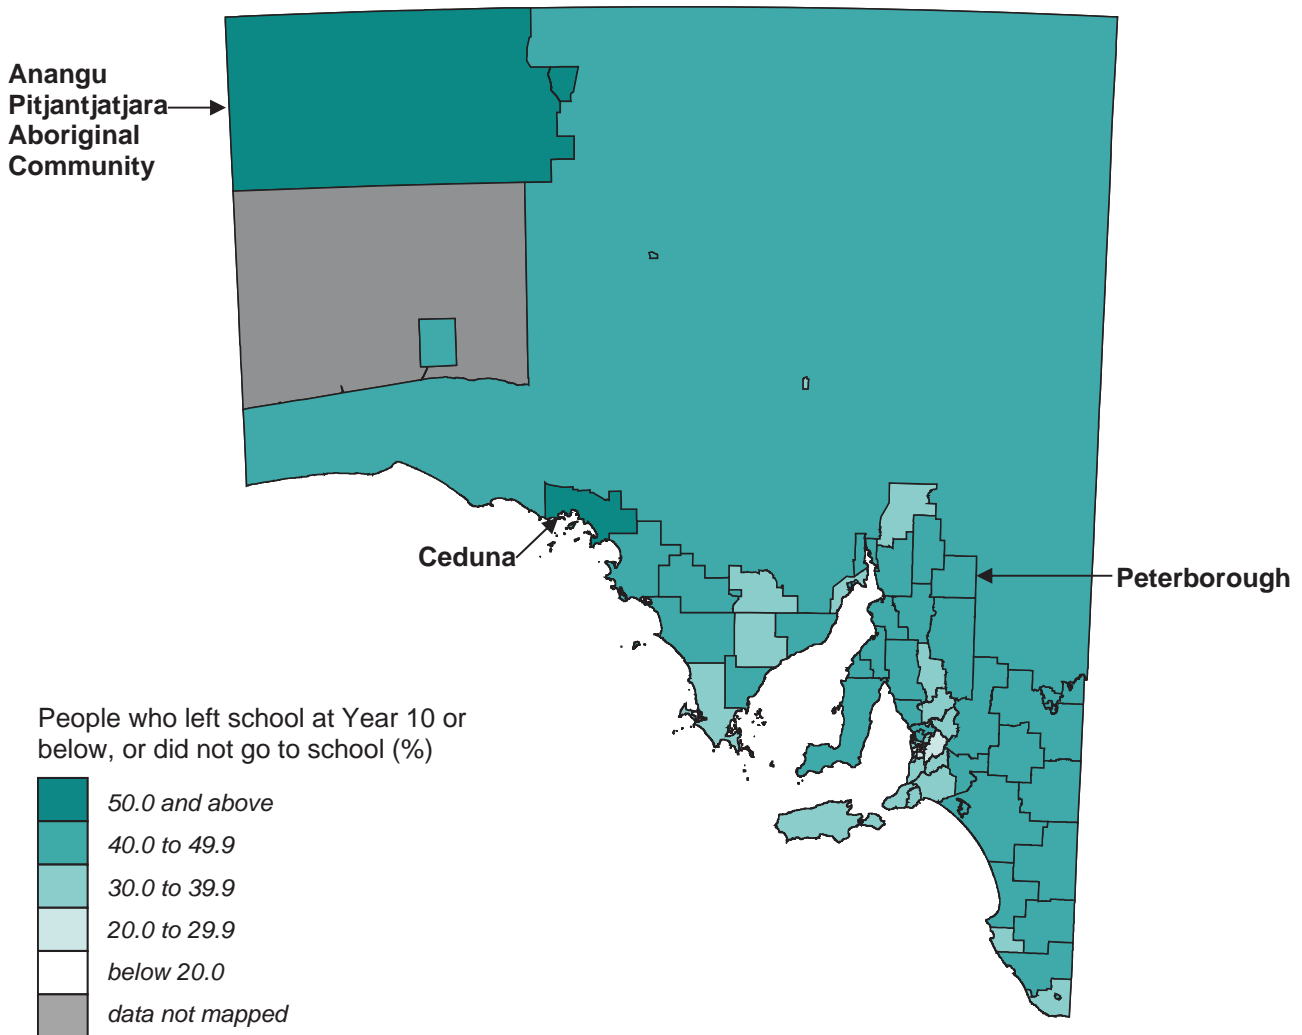 Anangu
Pitjantjatjara
Aboriginal
Community
Ceduna
Peterborough
People who left school at Year 10 or
below, or did not go to school (%)
50.0 and above
40.0 to 49.9
30.0 to 39.9
20.0 to 29.9
below 20.0
data not mapped